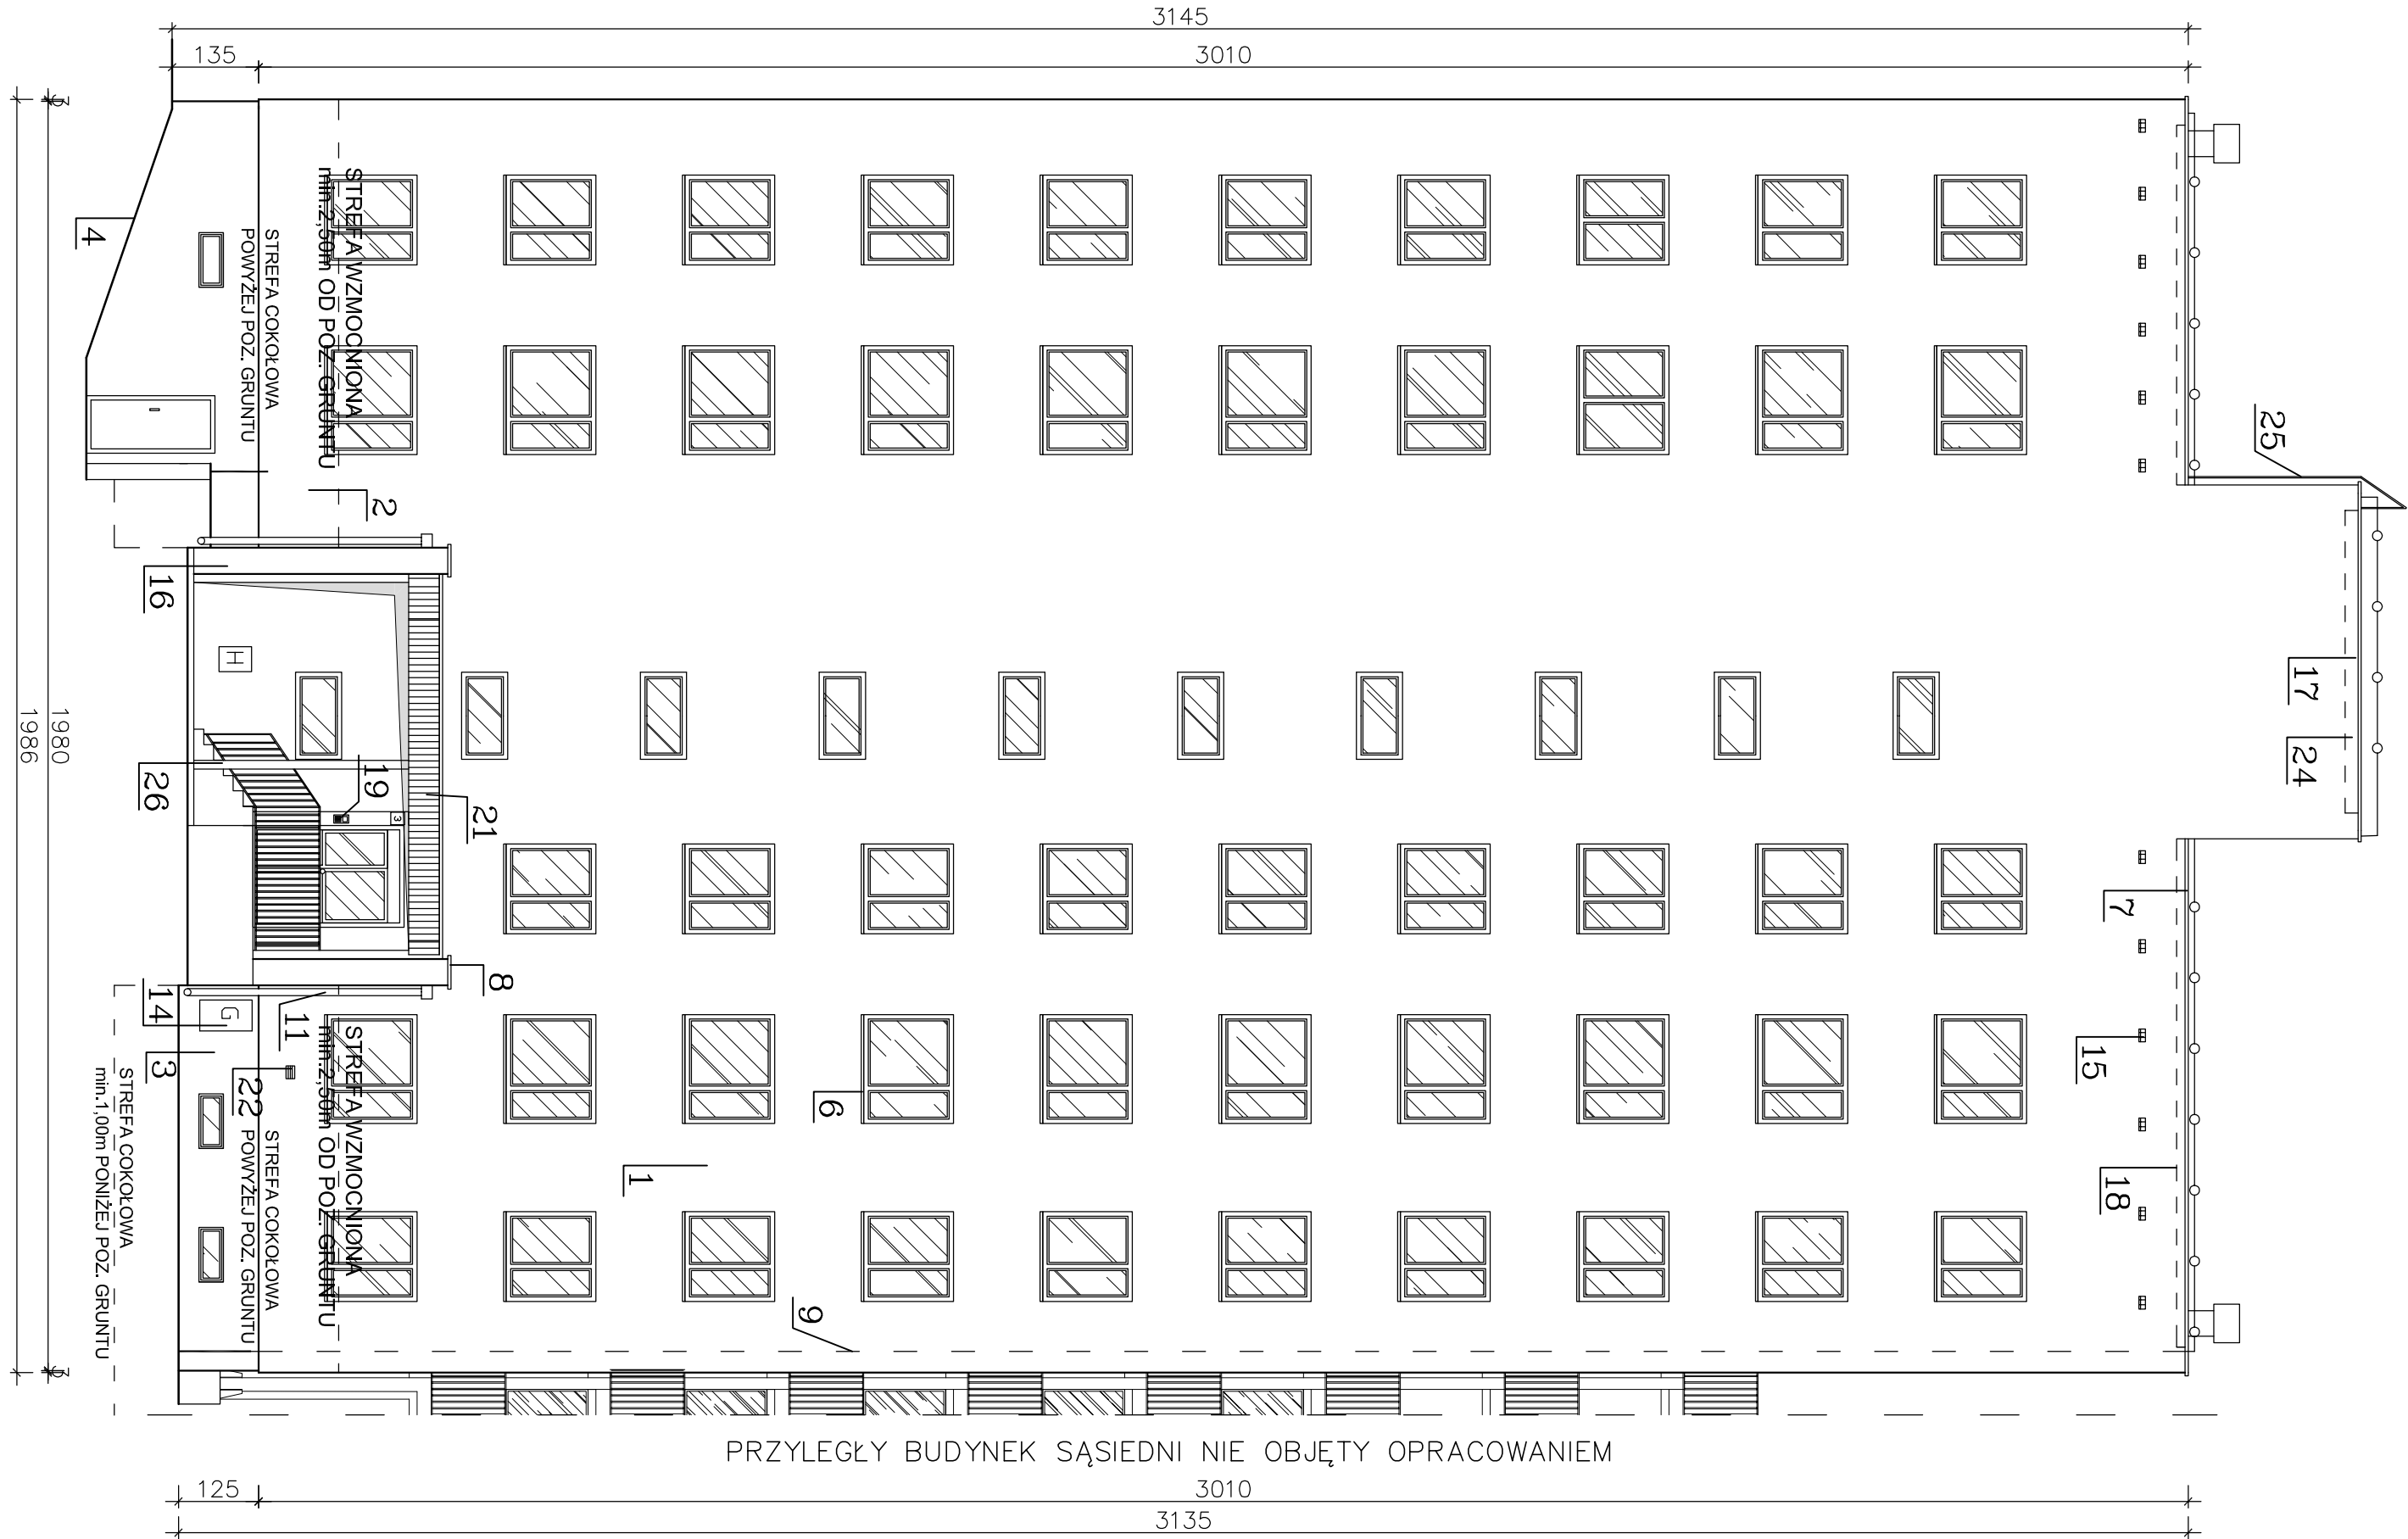 3145
135
3010
3
1980
1986
3
4
STREFA COKOŁOWA
POWYŻEJ POZ. GRUNTU
STREFA WZMOCNIONA
min.2,50m OD POZ. GRUNTU
2
25
16
H
17
24
26
19
3
21
7
8
14
G
11
3
22
15
STREFA COKOŁOWA
min.1,00m PONIŻEJ POZ. GRUNTU
STREFA COKOŁOWA
POWYŻEJ POZ. GRUNTU
STREFA WZMOCNIONA
min.2,50m OD POZ. GRUNTU
6
1
18
9
PRZYLEGŁY BUDYNEK SĄSIEDNI NIE OBJĘTY OPRACOWANIEM
125
3010
3135